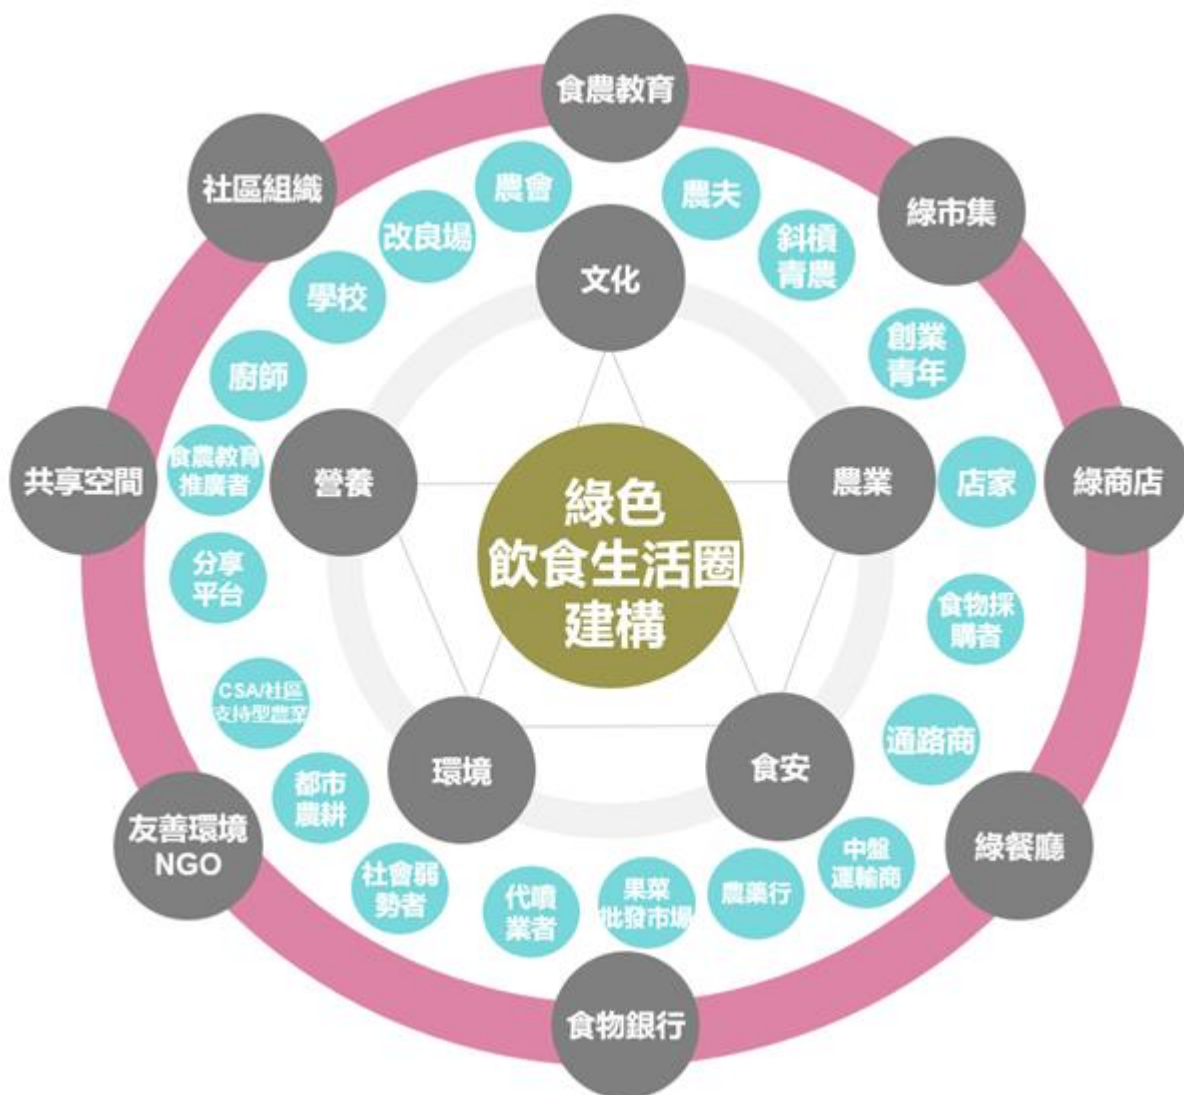 食農教育
社區組織
綠市集
農會
農夫
改良場
斜槓
青農
文化
學校
創業
青年
廚師
共享空間
食農教育
推廣者
營養
農業
店家
綠商店
綠色
飲食生活圈
建構
分享
平台
食物採
購者
CSA/社區
支持型農業
通路商
環境
食安
都市
農耕
友善環境
NGO
綠餐廳
中盤
運輸商
社會弱
勢者
代噴
業者
果菜
批發市場
農藥行
食物銀行